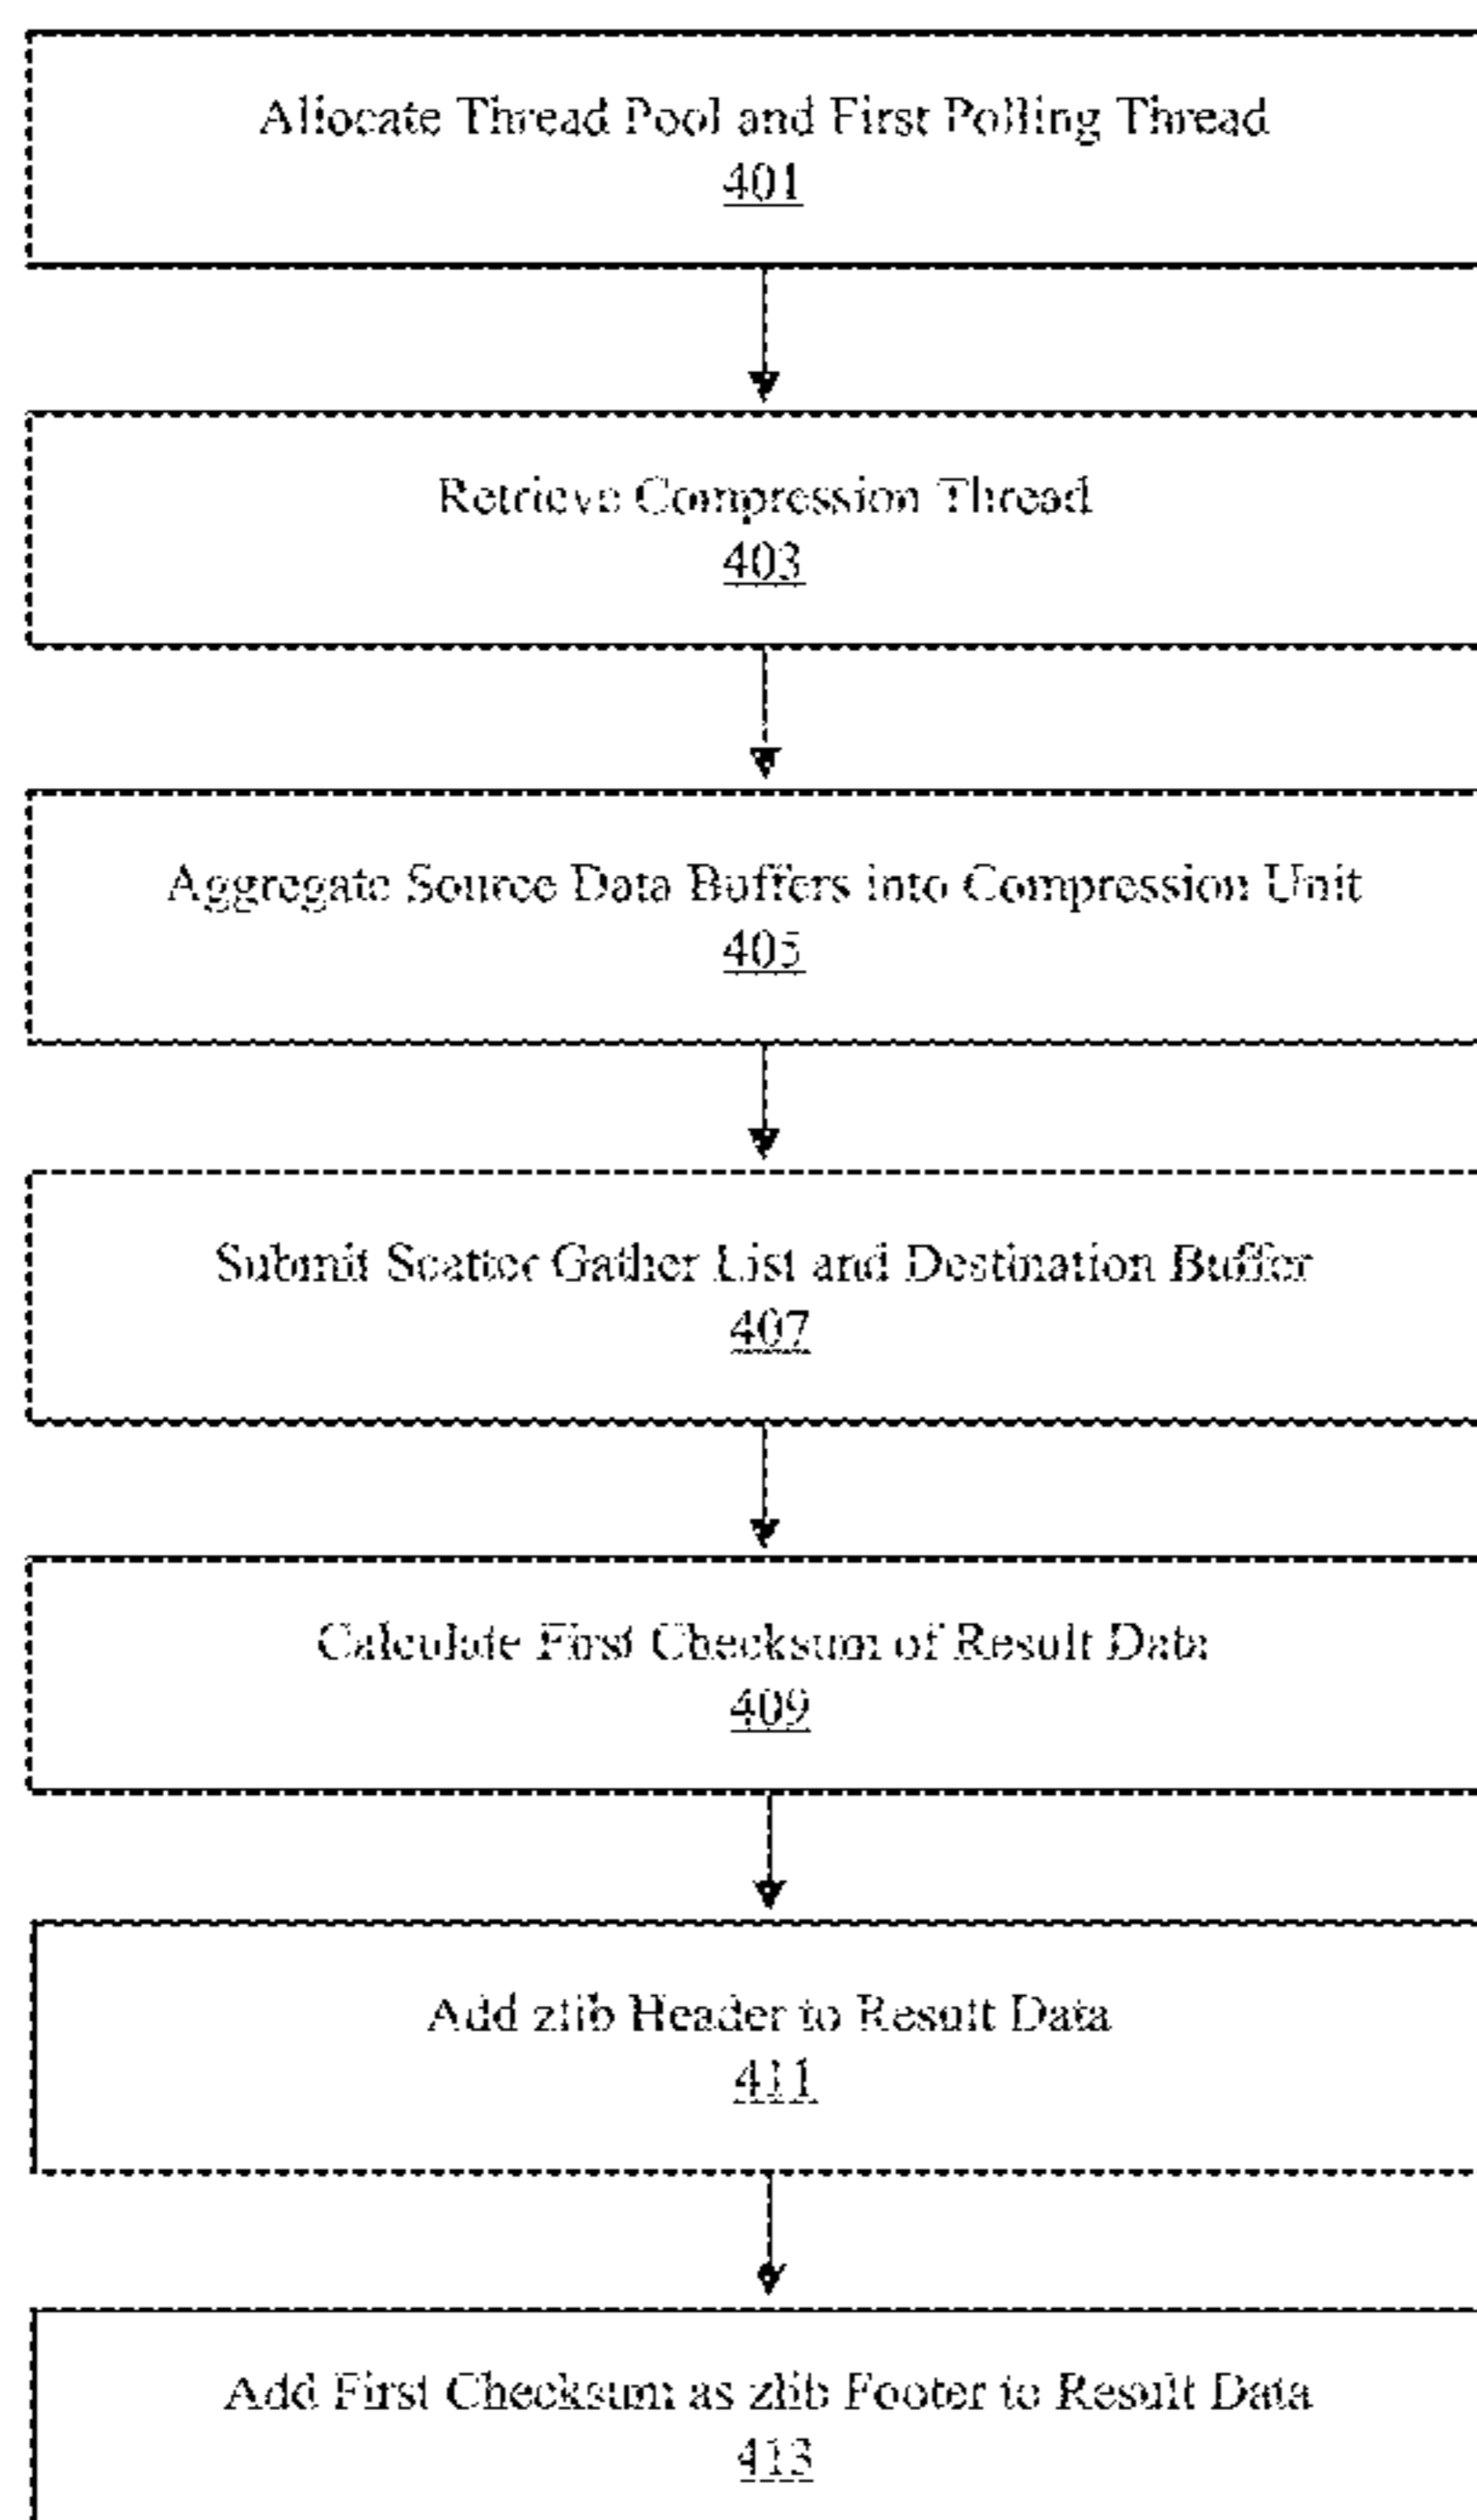 Allocate Thread Pool and First Polling Thread
401
Retrieve Compression Thread
403
Aggregate Source Data Buffers into Compression Unit
405
Submit Scatter Gather List and Destination Buffer
407
Calculate First Checksum of Result Data
409
Add zlib Header to Result Data
411
Add First Checksum as zlib Footer to Result Data
413